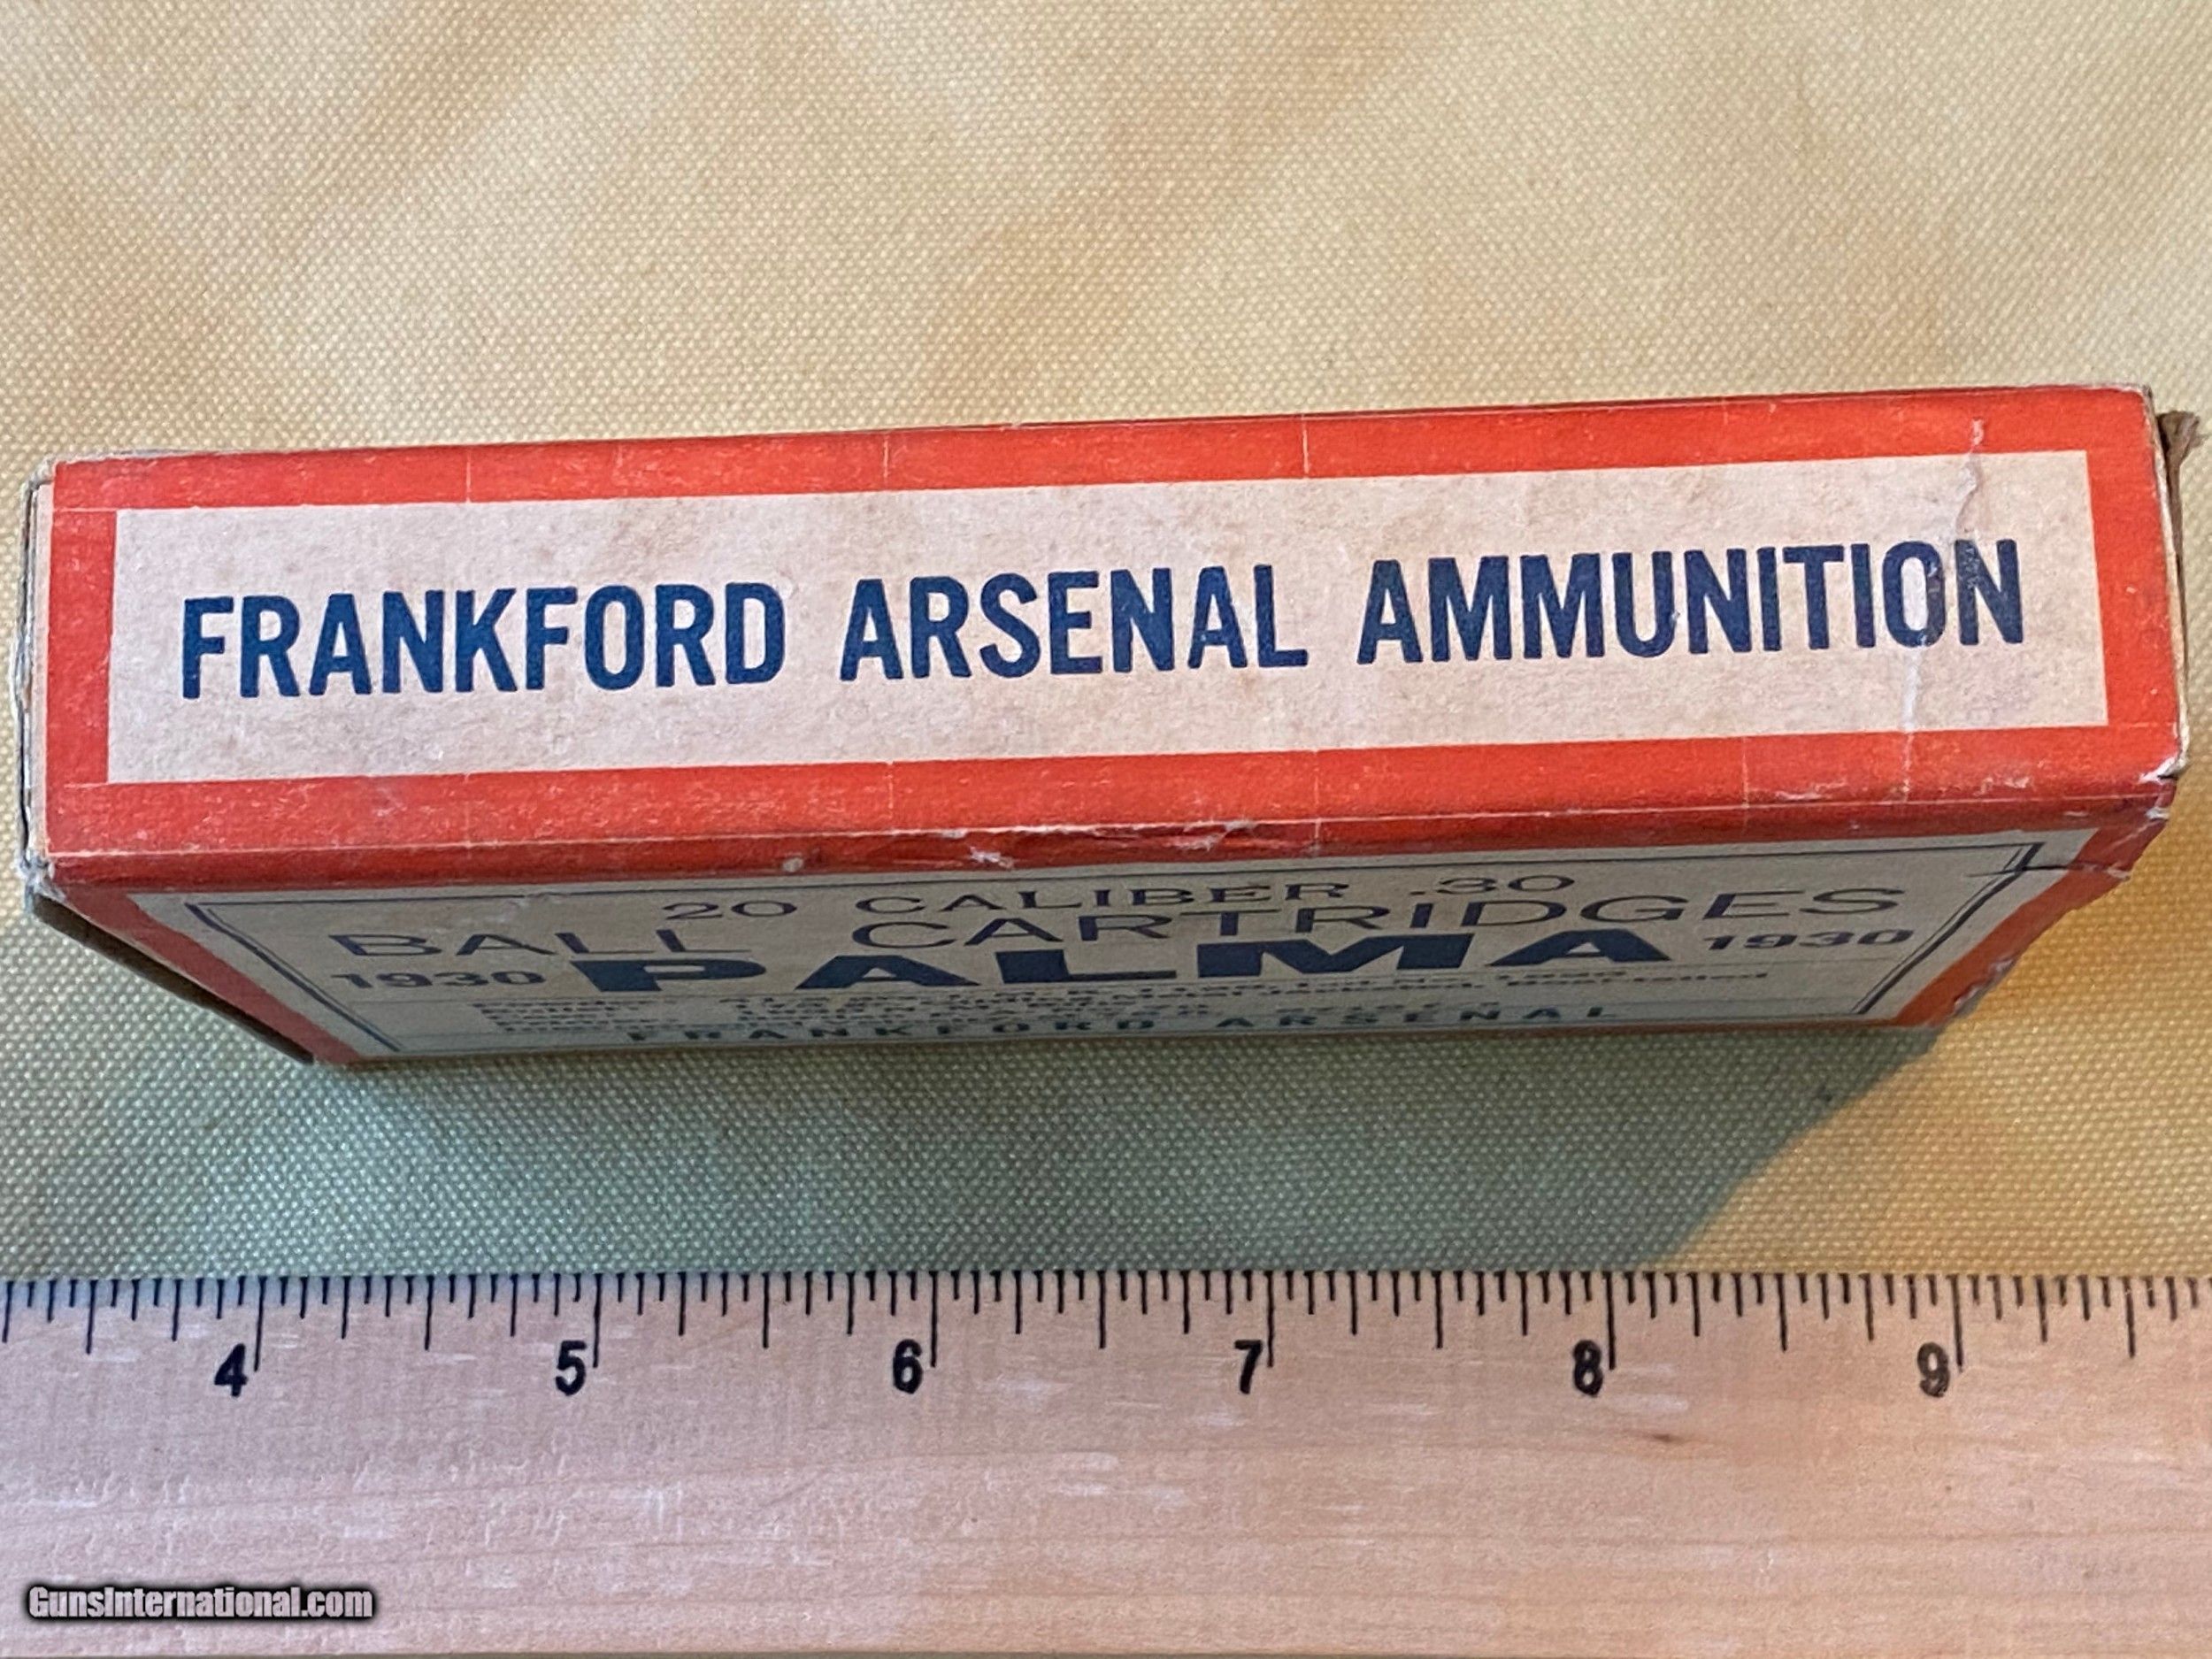 FRANKFORD ARSENAL AMMUNITION
20 CALIBER .30
BALL CARTRIDGES
1930 PALMA 1930
FRANKFORD ARSENAL
4 5 6 7 8 9
GunsInternational.com